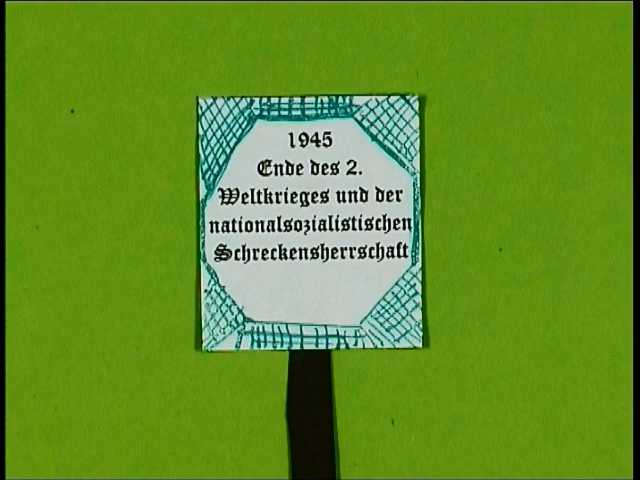 1945
Ende des 2.
Weltkrieges und der
nationalsozialistischen
Schreckensherrschaft